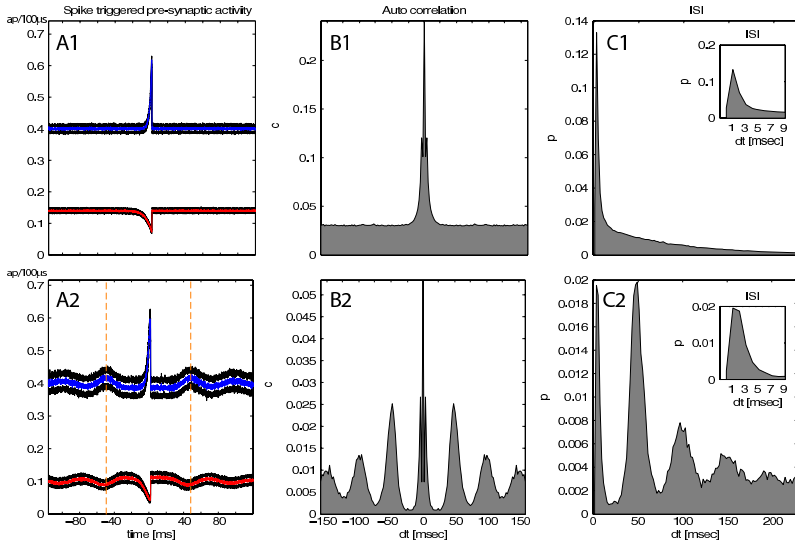 Spike triggered pre-synaptic activity
ap/100µs
A1
0.7
0.6
0.5
0.4
0.3
0.2
0.1
0
Auto correlation
B1
c
0.2
0.15
0.1
0.05
0
ISI
C1
p
0.14
0.12
0.1
0.08
0.06
0.04
0.02
0
ISI
p
0.2
0.1
0
1 3 5 7 9
dt [msec]
ap/100µs
A2
0.7
0.6
0.5
0.4
0.3
0.2
0.1
0
−80 −40 0 40 80
time [ms]
B2
c
0.05
0.045
0.04
0.035
0.03
0.025
0.02
0.015
0.01
0.005
0
−150 −100 −50 0 50 100 150
dt [msec]
ISI
C2
p
0.02
0.018
0.016
0.014
0.012
0.01
0.008
0.006
0.004
0.002
0
0 50 100 150 200
dt [msec]
ISI
p
0.02
0.01
0
1 3 5 7 9
dt [msec]